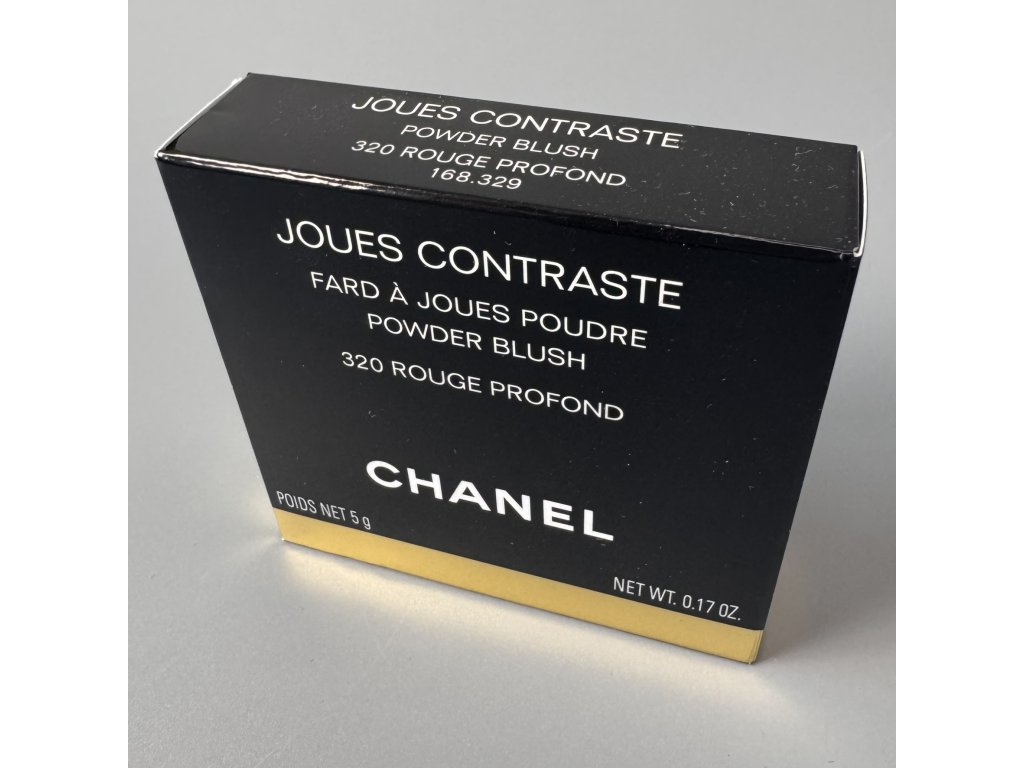 JOUES CONTRASTE
POWDER BLUSH
320 ROUGE PROFOND
168.329
JOUES CONTRASTE
FARD À JOUES POUDRE
POWDER BLUSH
320 ROUGE PROFOND
CHANEL
POIDS NET 5 g
NET WT. 0.17 OZ.